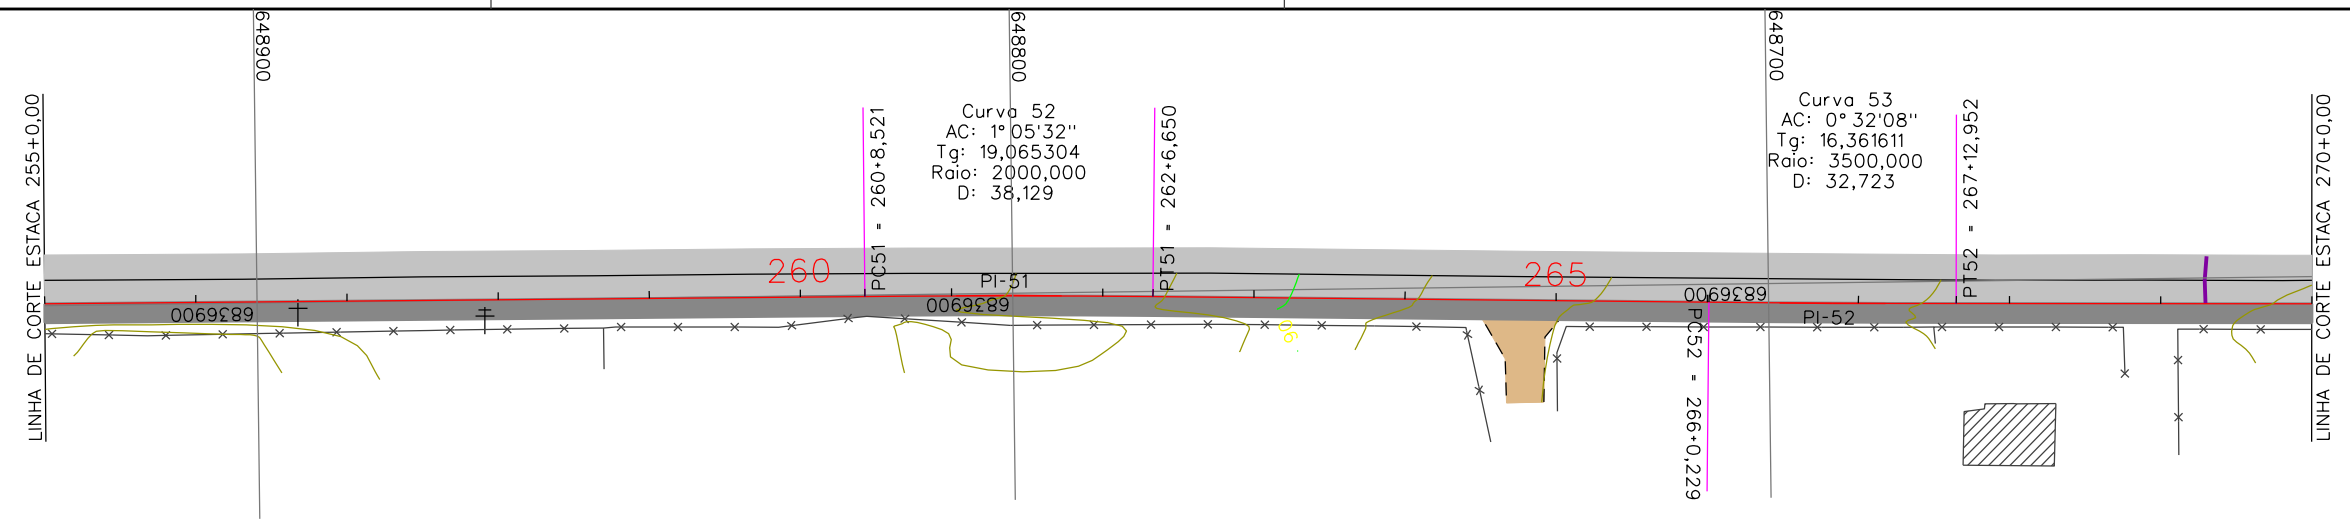 648900
648800
648700
LINHA DE CORTE ESTACA 255+0,00
PC51 = 260+8,521
Curva 52
AC: 1°05'32"
Tg: 19,065304
Raio: 2000,000
D: 38,129
PT51 = 262+6,650
Curva 53
AC: 0°32'08"
Tg: 16,361611
Raio: 3500,000
D: 32,723
PT52 = 267+12,952
LINHA DE CORTE ESTACA 270+0,00
260
PI-51
265
6836900
6836900
6836900
PI-52
PC52 = 266+0,229
90